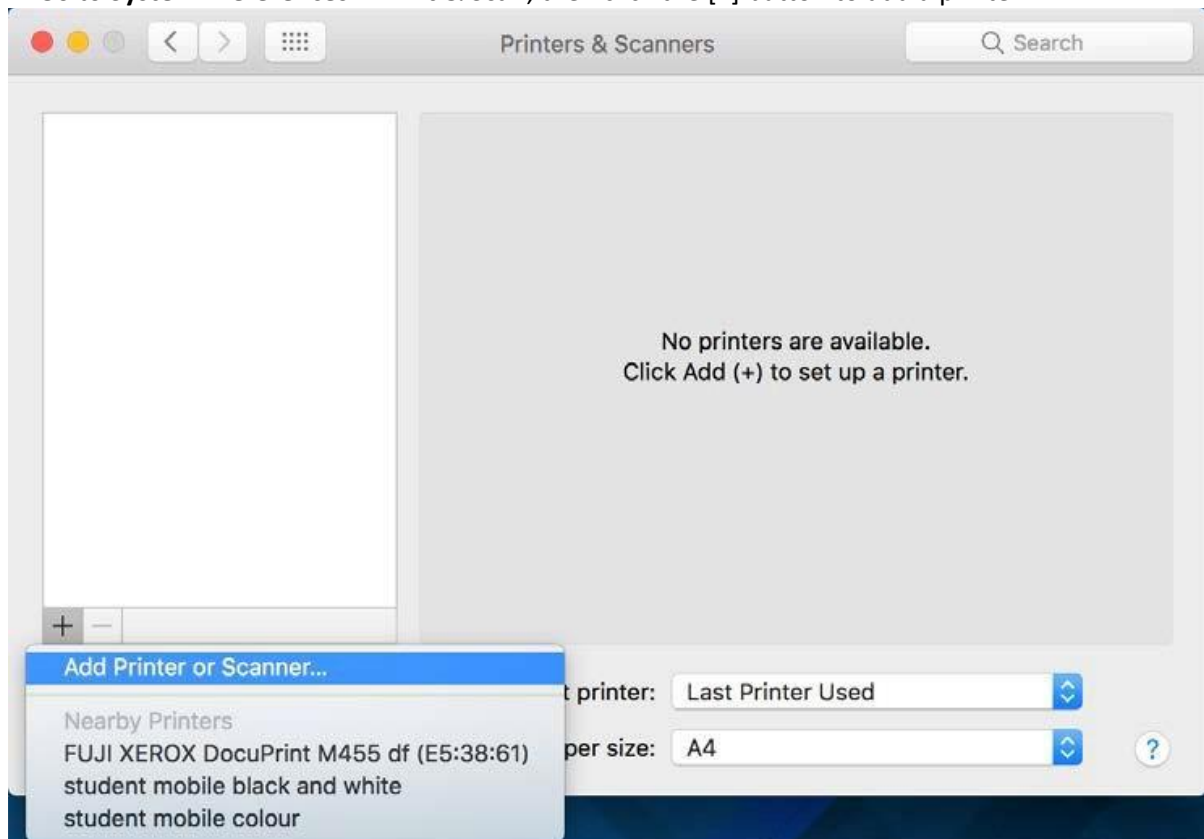 Printers & Scanners
Search
No printers are available.
Click Add (+) to set up a printer.
Add Printer or Scanner...
t printer: Last Printer Used
Nearby Printers
FUJI XEROX DocuPrint M455 df (E5:38:61)
per size: A4
?
student mobile black and white
student mobile colour